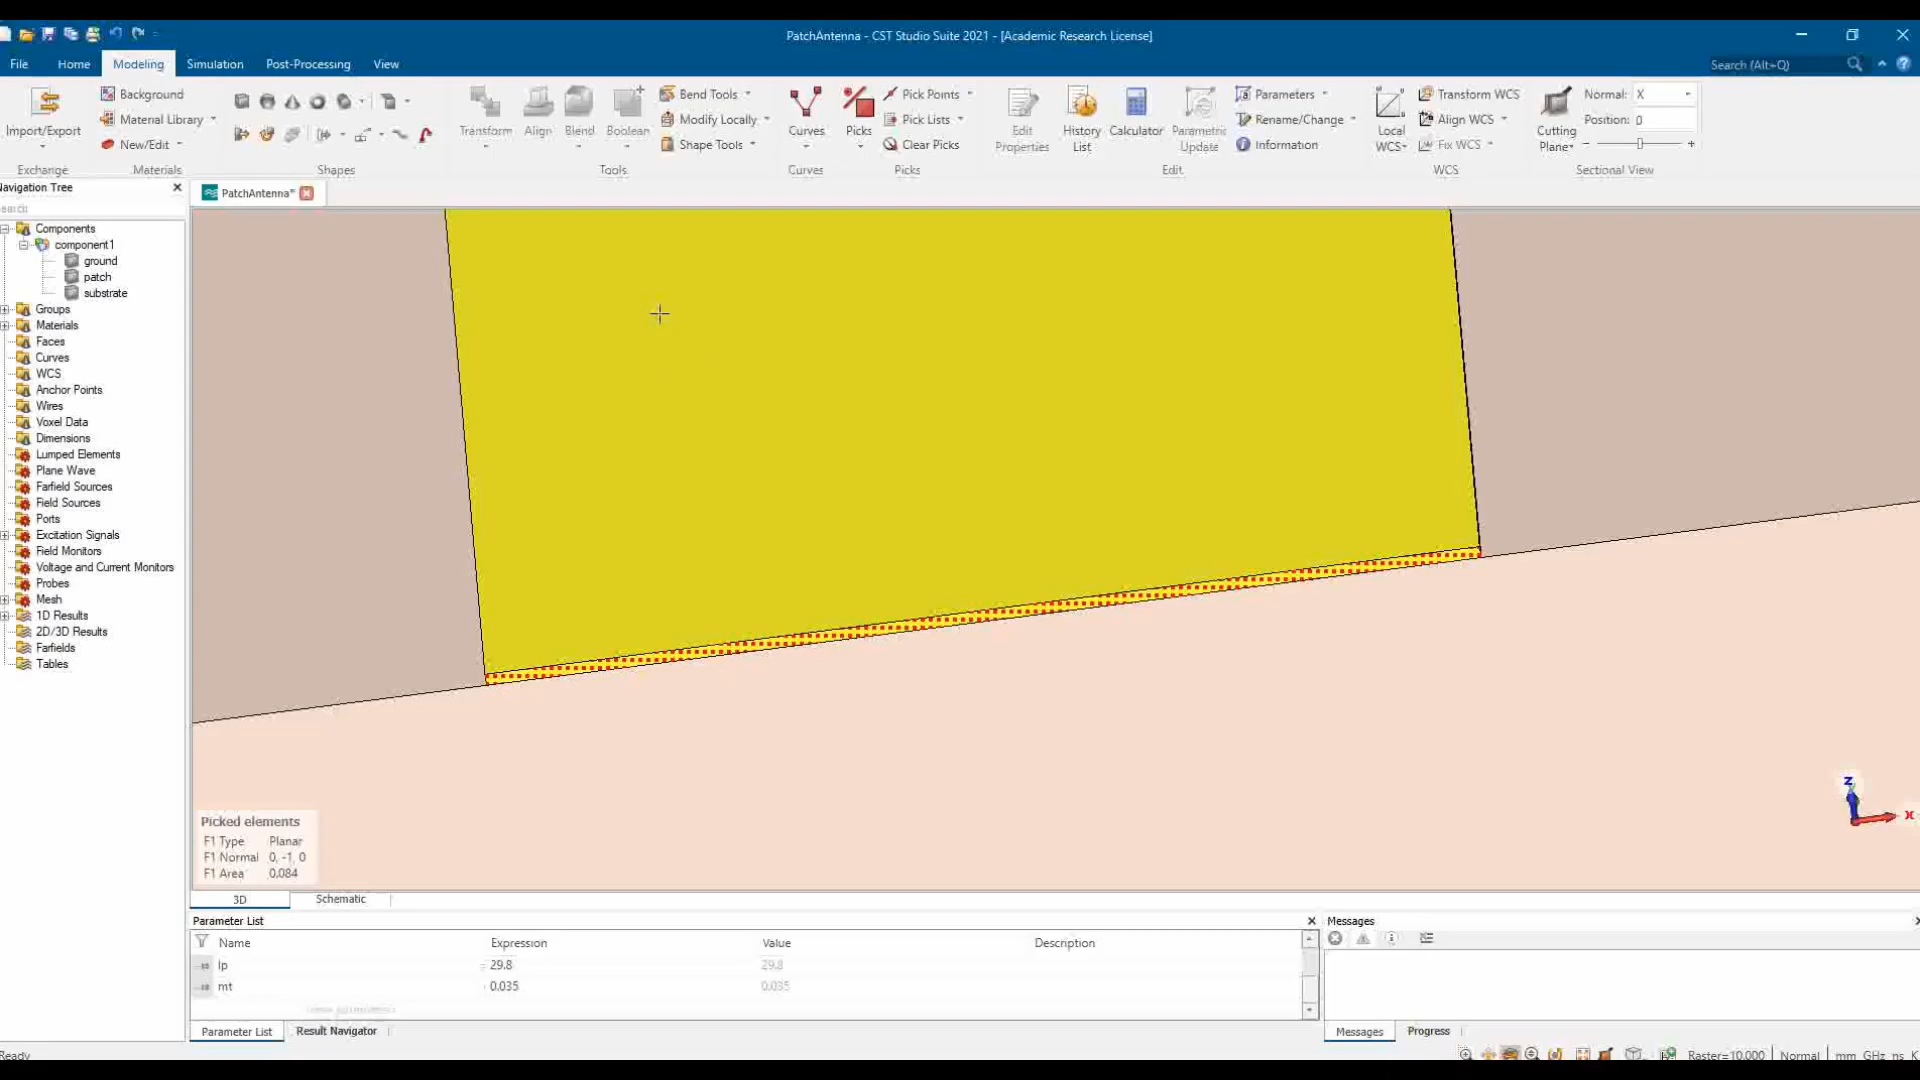 PatchAntenna - CST Studio Suite 2021 - [Academic Research License]
File Home Modeling Simulation Post-Processing View
Search (Alt+Q)
Import/Export
Exchange
Background
Material Library
New/Edit
Materials
Shapes
Transform
Align
Blend
Boolean
Bend Tools
Modify Locally
Shape Tools
Tools
Curves
Curves
Picks
Pick Points
Pick Lists
Clear Picks
Picks
Edit Properties
History List
Calculator
Parametric Update
Parameters
Rename/Change
Information
Edit
Local WCS
Transform WCS
Align WCS
Fix WCS
WCS
Cutting Plane
Normal: X
Position: 0
Sectional View
Navigation Tree
PatchAntenna*
Components
component1
ground
patch
substrate
Groups
Materials
Faces
Curves
WCS
Anchor Points
Wires
Voxel Data
Dimensions
Lumped Elements
Plane Wave
Farfield Sources
Field Sources
Ports
Excitation Signals
Field Monitors
Voltage and Current Monitors
Probes
Mesh
1D Results
2D/3D Results
Farfields
Tables
z
x
Picked elements
F1 Type Planar
F1 Normal 0, -1, 0
F1 Area 0.084
3D Schematic
Parameter List
Name Expression Value Description
lp = 29.8 29.8
mt 0.035 0.035
Parameter List Result Navigator
Messages
Messages Progress
Raster=10.000 Normal mm GHz ns K